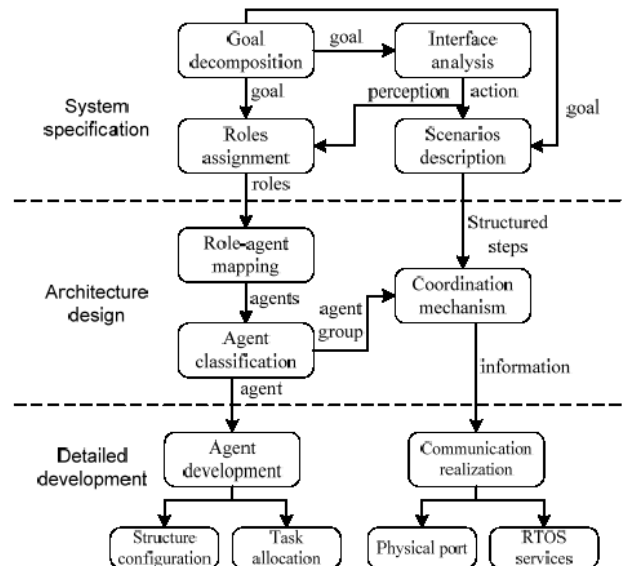 Goal
decomposition
goal
Interface
analysis
goal
perception
action
goal
System
specification
Roles
assignment
Scenarios
description
roles
Structured
steps
Role-agent
mapping
agents
Architecture
design
agent
group
Coordination
mechanism
Agent
classification
information
agent
Detailed
development
Agent
development
Communication
realization
Structure
configuration
Task
allocation
Physical port
RTOS
services